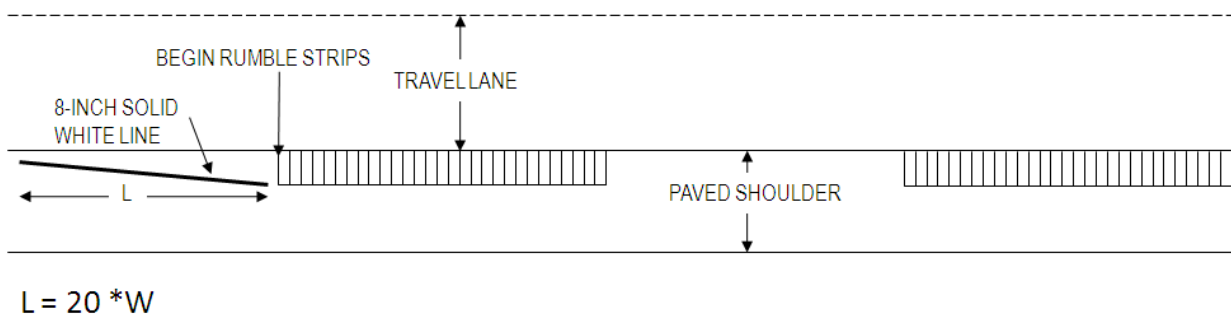 BEGIN RUMBLE STRIPS
TRAVEL LANE
8-INCH SOLID
WHITE LINE
L
PAVED SHOULDER
L = 20 *W